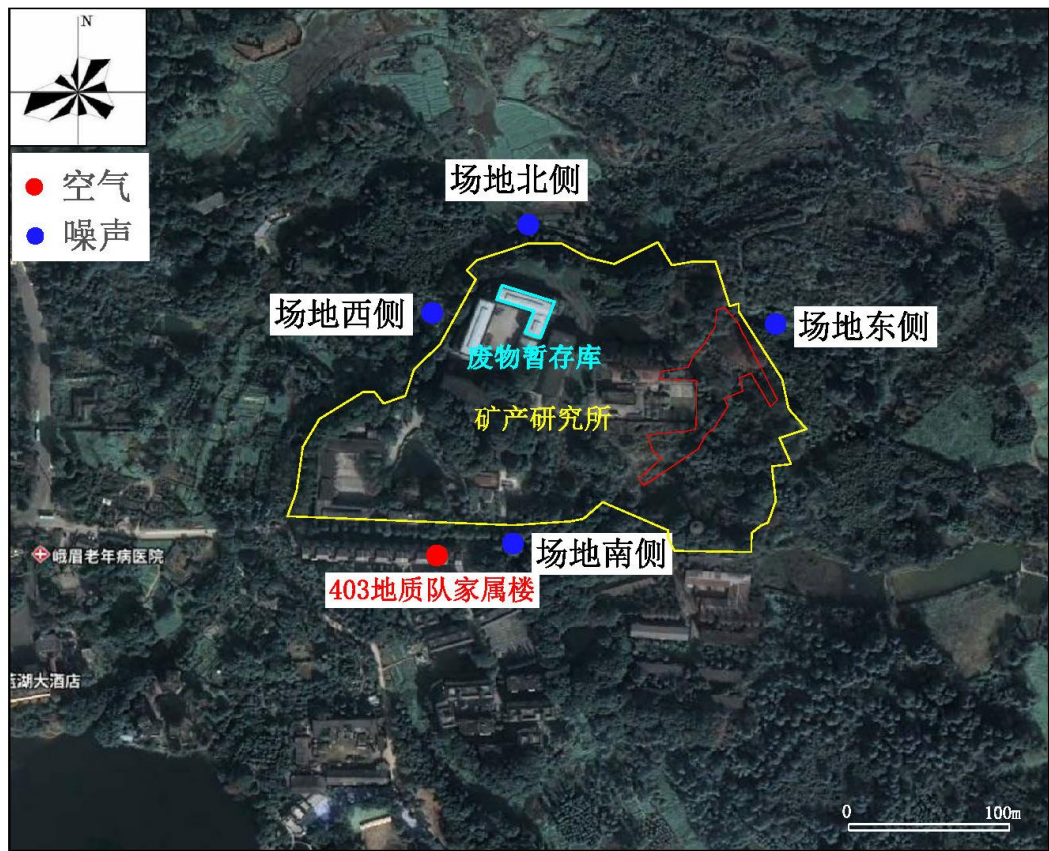 N
空气
噪声
场地北侧
场地西侧
场地东侧
废物暂存库
矿产研究所
场地南侧
峨眉老年病医院
403地质队家属楼
蓝湖大酒店
0 100m